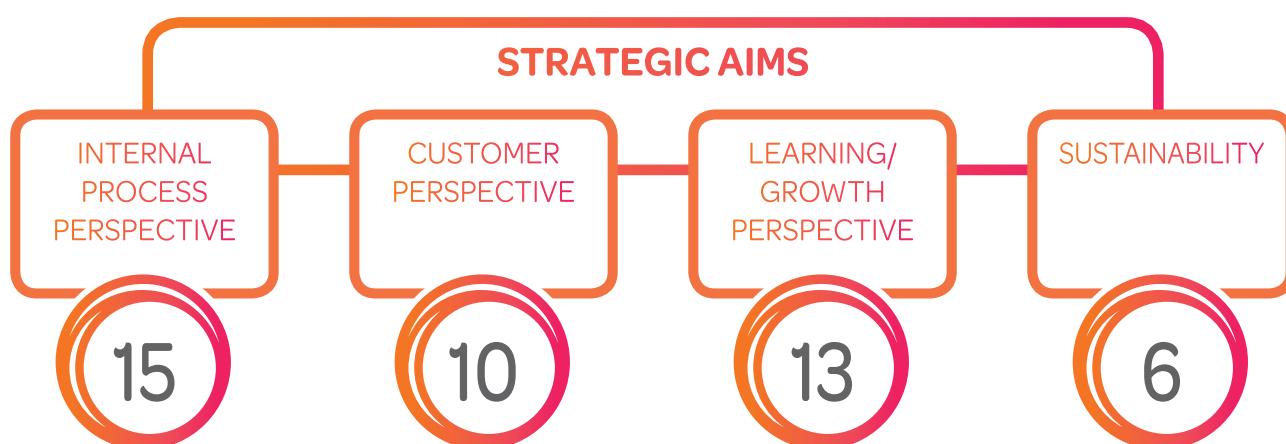 STRATEGIC AIMS
INTERNAL
PROCESS
PERSPECTIVE
CUSTOMER
PERSPECTIVE
LEARNING/
GROWTH
PERSPECTIVE
SUSTAINABILITY
15
10
13
6